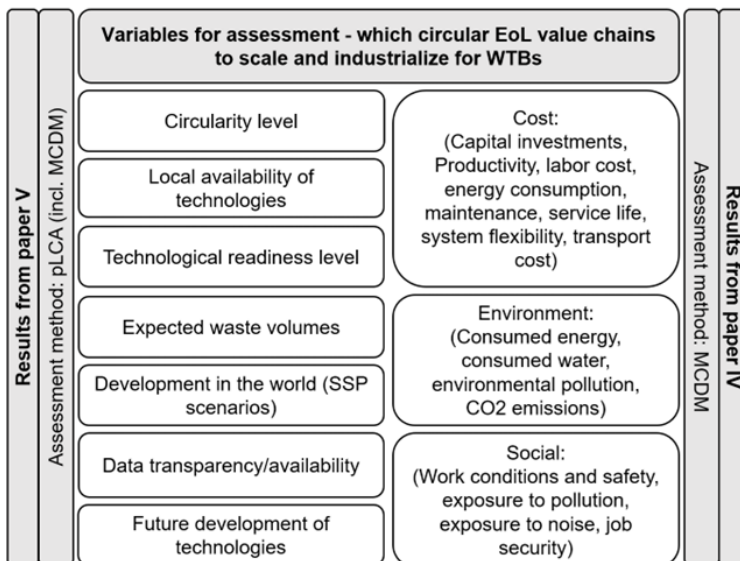 Variables for assessment - which circular EoL value chains
to scale and industrialize for WTBs
Results from paper V
Assessment method: pLCA (incl. MCDM)
Circularity level
Local availability of
technologies
Technological readiness level
Expected waste volumes
Development in the world (SSP
scenarios)
Data transparency/availability
Future development of
technologies
Cost:
(Capital investments,
Productivity, labor cost,
energy consumption,
maintenance, service life,
system flexibility, transport
cost)
Environment:
(Consumed energy,
consumed water,
environmental pollution,
CO2 emissions)
Social:
(Work conditions and safety,
exposure to pollution,
exposure to noise, job
security)
Assessment method: MCDM
Results from paper IV